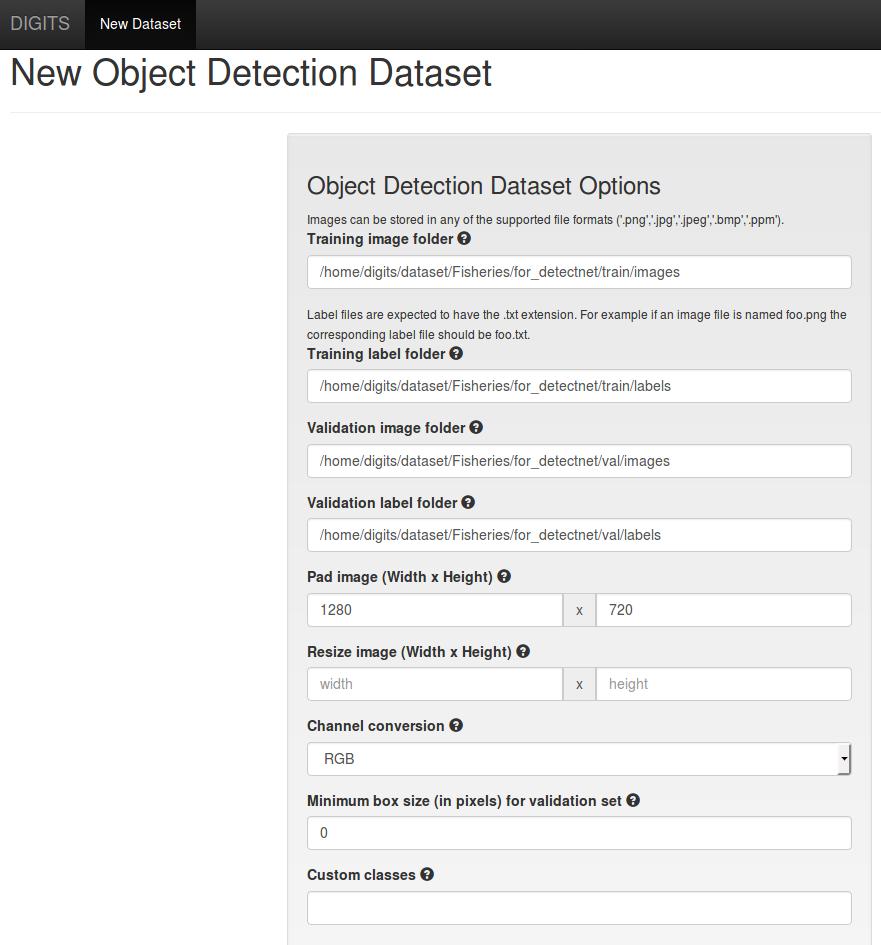 DIGITS New Dataset
New Object Detection Dataset
Object Detection Dataset Options
Images can be stored in any of the supported file formats ('.png','.jpg','.jpeg','.bmp','.ppm').
Training image folder ?
/home/digits/dataset/Fisheries/for_detectnet/train/images
Label files are expected to have the .txt extension. For example if an image file is named foo.png the
corresponding label file should be foo.txt.
Training label folder ?
/home/digits/dataset/Fisheries/for_detectnet/train/labels
Validation image folder ?
/home/digits/dataset/Fisheries/for_detectnet/val/images
Validation label folder ?
/home/digits/dataset/Fisheries/for_detectnet/val/labels
Pad image (Width x Height) ?
1280 x 720
Resize image (Width x Height) ?
width x height
Channel conversion ?
RGB
Minimum box size (in pixels) for validation set ?
0
Custom classes ?